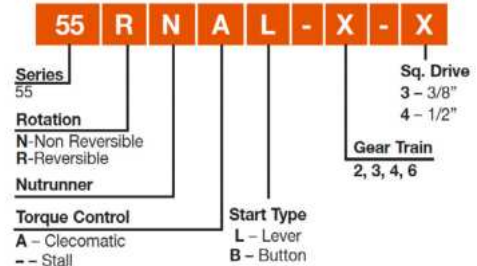 55 R N A L - X - X
Series
55
Rotation
N-Non Reversible
R-Reversible
Nutrunner
Torque Control
A – Clecomatic
-- – Stall
Start Type
L – Lever
B – Button
Gear Train
2, 3, 4, 6
Sq. Drive
3 – 3/8”
4 – 1/2”